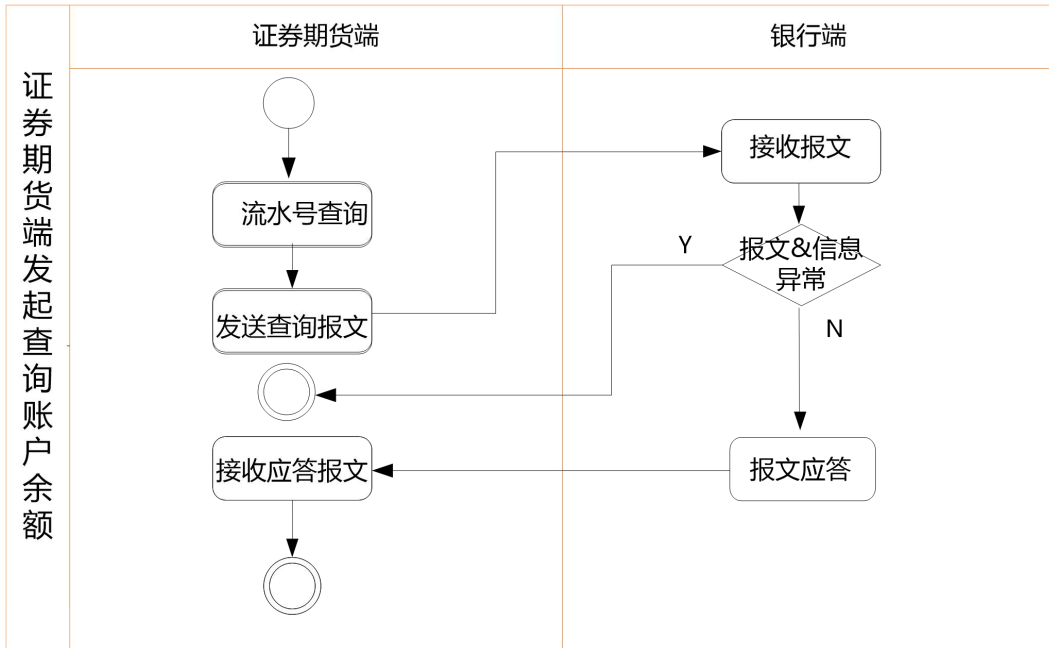 证券期货端
银行端
证券期货端发起查询账户余额
接收报文
流水号查询
报文&信息
异常
Y
发送查询报文
N
接收应答报文
报文应答